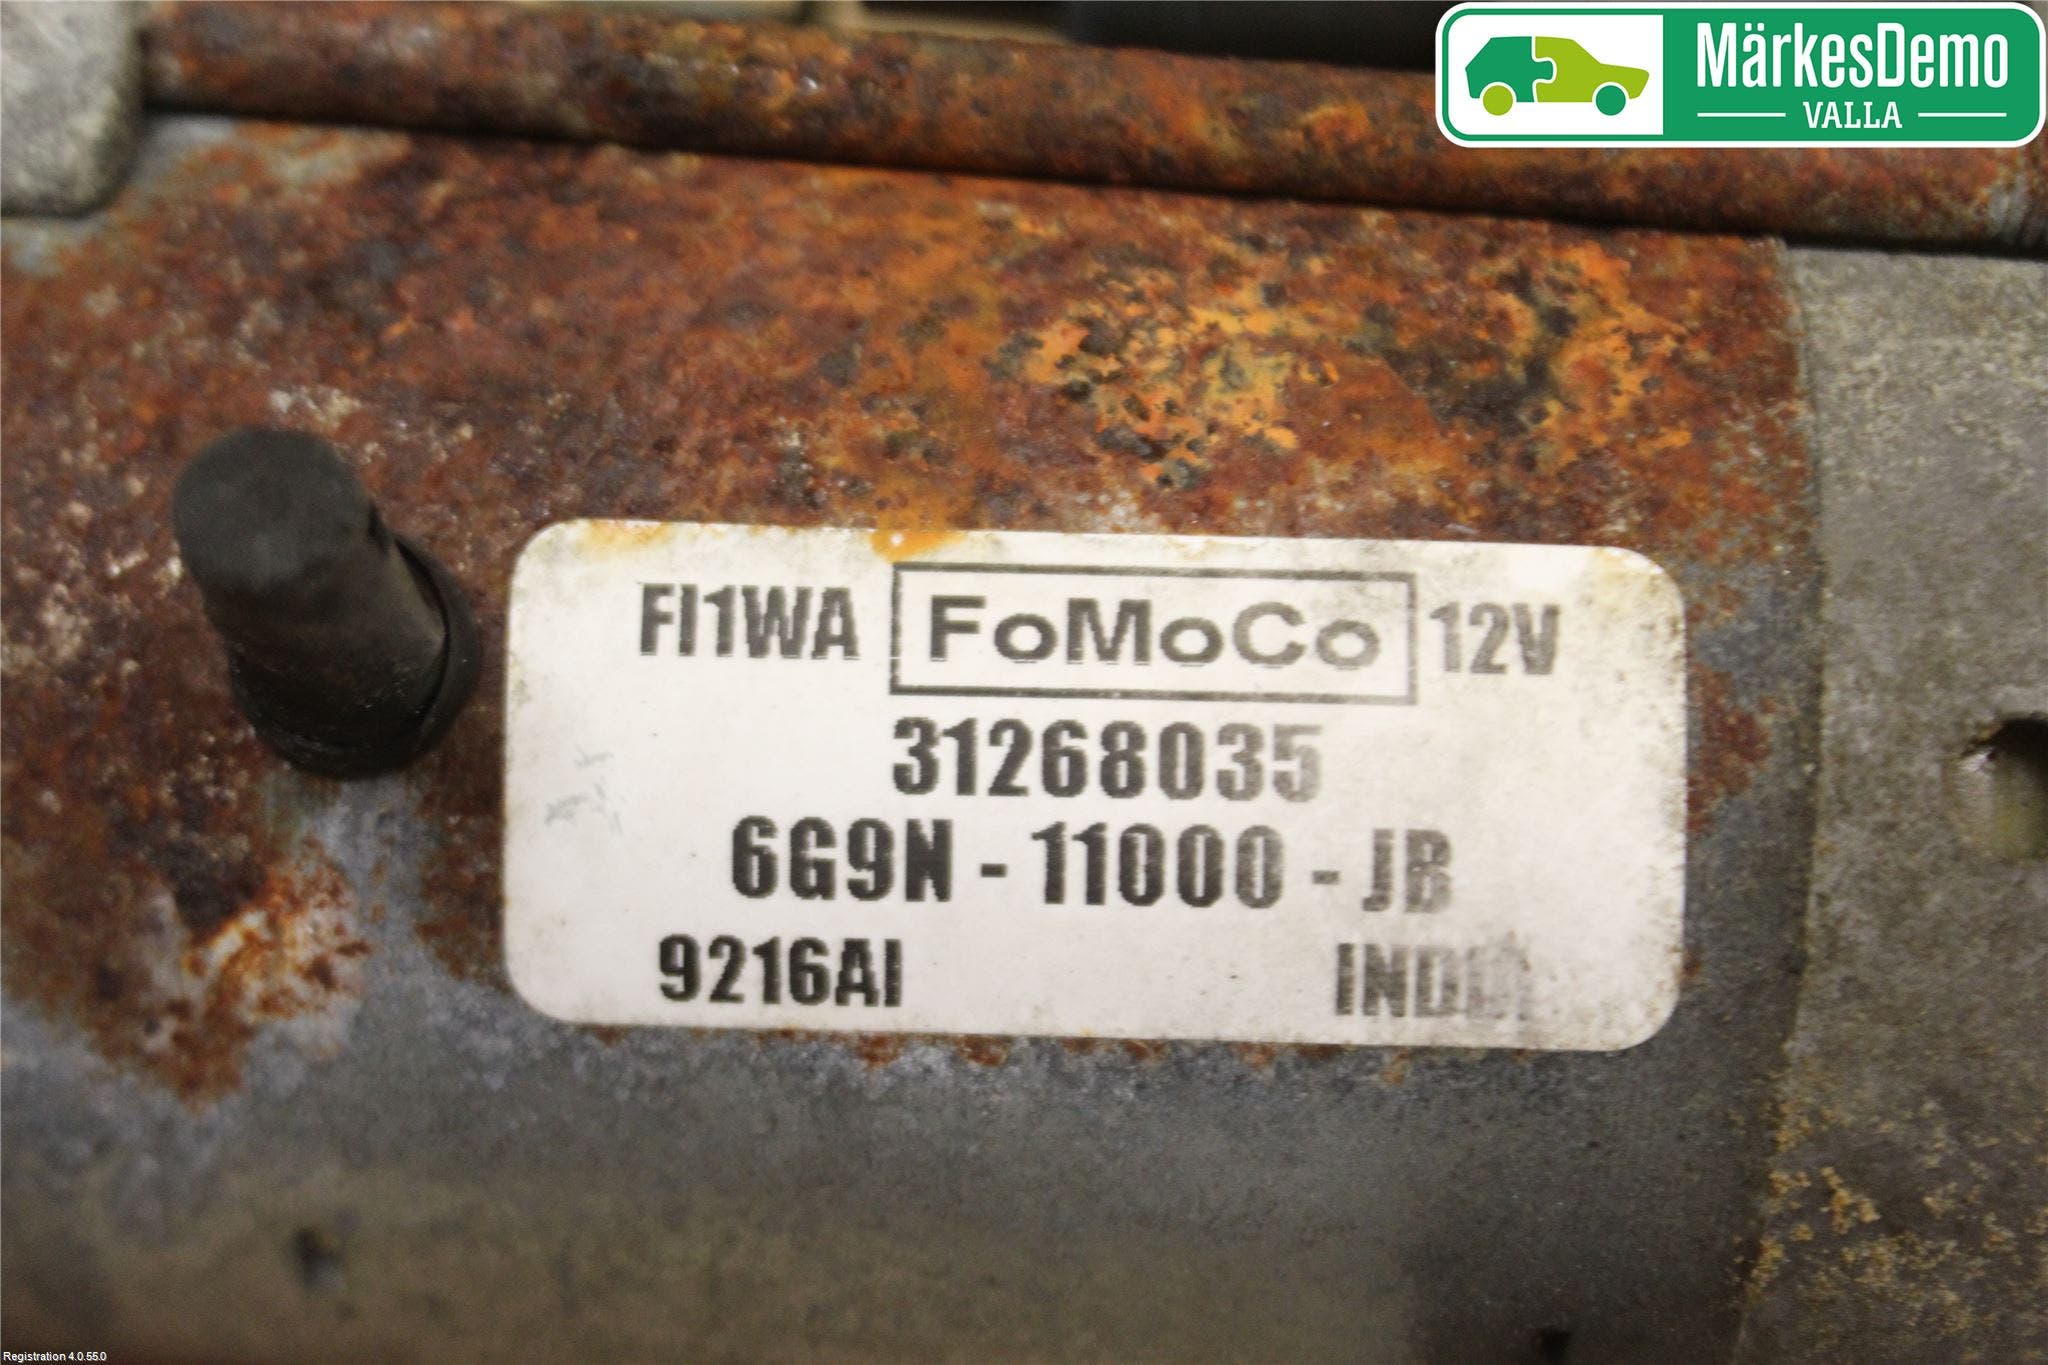 MärkesDemo
VALLA
FI1WA FoMoCo 12V
31268035
6G9N - 11000 - JB
9216AI
Registration 4.0.55.0